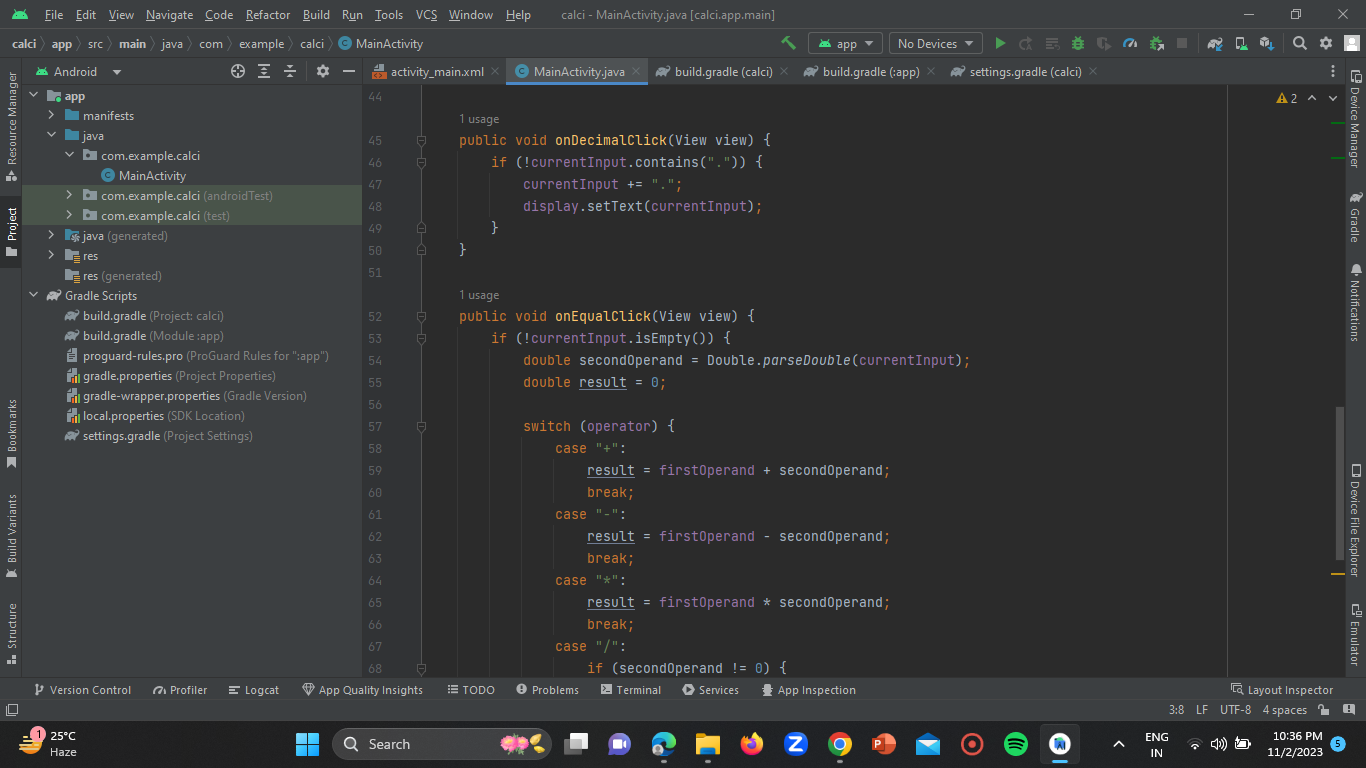 File Edit View Navigate Code Refactor Build Run Tools VCS Window Help calci - MainActivity.java [calci.app.main]
calci app src main java com example calci MainActivity app No Devices
Android activity_main.xml MainActivity.java build.gradle (calci) build.gradle (:app) settings.gradle (calci)
Resource Manager
Project
Bookmarks
Build Variants
Structure
app
manifests
java
com.example.calci
MainActivity
com.example.calci (androidTest)
com.example.calci (test)
java (generated)
res
res (generated)
Gradle Scripts
build.gradle (Project: calci)
build.gradle (Module :app)
proguard-rules.pro (ProGuard Rules for ":app")
gradle.properties (Project Properties)
gradle-wrapper.properties (Gradle Version)
local.properties (SDK Location)
settings.gradle (Project Settings)
2
44
1 usage
45 public void onDecimalClick(View view) {
46 if (!currentInput.contains(".")) {
47 currentInput += ".";
48 display.setText(currentInput);
49 }
50 }
51
1 usage
52 public void onEqualClick(View view) {
53 if (!currentInput.isEmpty()) {
54 double secondOperand = Double.parseDouble(currentInput);
55 double result = 0;
56
57 switch (operator) {
58 case "+":
59 result = firstOperand + secondOperand;
60 break;
61 case "-":
62 result = firstOperand - secondOperand;
63 break;
64 case "*":
65 result = firstOperand * secondOperand;
66 break;
67 case "/":
68 if (secondOperand != 0) {
Device Manager
Gradle
Notifications
Device File Explorer
Emulator
Version Control Profiler Logcat App Quality Insights TODO Problems Terminal Services App Inspection Layout Inspector
3:8 LF UTF-8 4 spaces
1
25°C
Haze
Search
ENG
IN
10:36 PM
11/2/2023
5